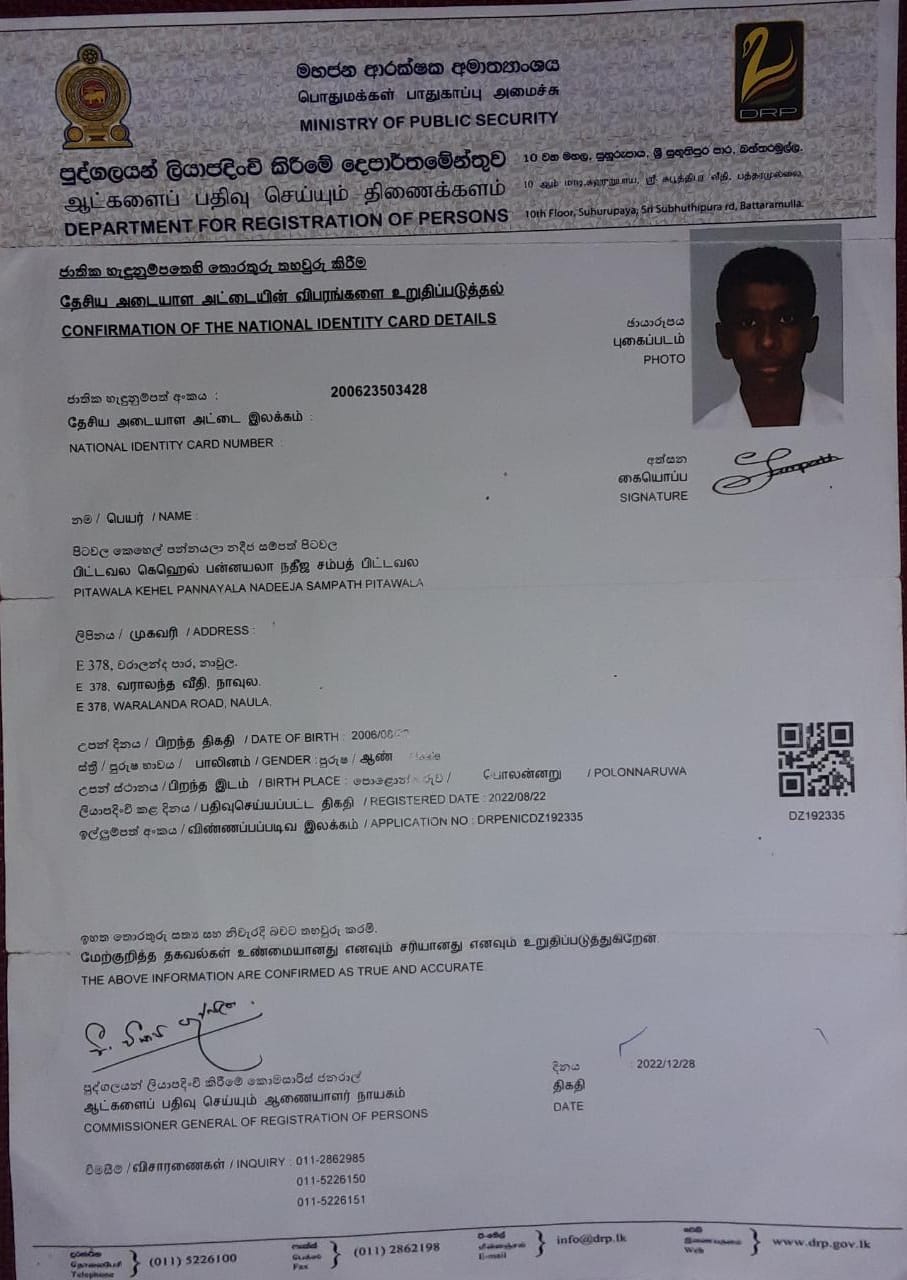 මහජන ආරක්ෂක අමාත්‍යාංශය
பொதுமக்கள் பாதுகாப்பு அமைச்சு
MINISTRY OF PUBLIC SECURITY
DRP
පුද්ගලයන් ලියාපදිංචි කිරීමේ දෙපාර්තමේන්තුව
ஆட்களைப் பதிவு செய்யும் திணைக்களம்
DEPARTMENT FOR REGISTRATION OF PERSONS
10 වන මහල, සුහුරුපාය, ශ්‍රී සුභූතිපුර පාර, බත්තරමුල්ල.
10 ஆம் மாடி, சுஹுறுபாய, ஸ்ரீ சுபூத்திபுர வீதி, பத்தரமுல்லை.
10th Floor, Suhurupaya, Sri Subhuthipura rd, Battaramulla.
ජාතික හැඳුනුම්පතෙහි තොරතුරු තහවුරු කිරීම
தேசிய அடையாள அட்டையின் விபரங்களை உறுதிப்படுத்தல்
CONFIRMATION OF THE NATIONAL IDENTITY CARD DETAILS
ඡායාරූපය
புகைப்படம்
PHOTO
ජාතික හැඳුනුම්පත් අංකය : 200623503428
தேசிய அடையாள அட்டை இலக்கம் :
NATIONAL IDENTITY CARD NUMBER :
අත්සන
கையொப்ப
SIGNATURE
Sampath
නම / பெயர் / NAME :
පිටවල කෙහෙල් පන්නයලා නදීජ සම්පත් පිටවල
பிட்டவல கெஹெல் பன்னயலா நதீஜ சம்பத் பிட்டவல
PITAWALA KEHEL PANNAYALA NADEEJA SAMPATH PITAWALA
ලිපිනය / முகவரி / ADDRESS :
E 378, වරාලන්ද පාර, නාවුල.
E 378, வராலந்த வீதி, நாவுல.
E 378, WARALANDA ROAD, NAULA.
උපන් දිනය / பிறந்த திகதி / DATE OF BIRTH : 2006/08/
ස්ත්‍රී / පුරුෂ භාවය / பாலினம் / GENDER : පුරුෂ / ஆண்
උපන් ස්ථානය / பிறந்த இடம் / BIRTH PLACE : / பொலன்னறு / POLONNARUWA
ලියාපදිංචි කළ දිනය / பதிவுசெய்யப்பட்ட திகதி / REGISTERED DATE : 2022/08/22
ඉල්ලුම්පත් අංකය / விண்ணப்பப்படிவ இலக்கம் / APPLICATION NO : DRPENICDZ192335
DZ192335
ඉහත තොරතුරු සත්‍ය සහ නිවැරදි බවට තහවුරු කරමි.
மேற்குறித்த தகவல்கள் உண்மையானது எனவும் சரியானது எனவும் உறுதிப்படுத்துகிறேன்.
THE ABOVE INFORMATION ARE CONFIRMED AS TRUE AND ACCURATE.
පුද්ගලයන් ලියාපදිංචි කිරීමේ කොමසාරිස් ජනරාල්
ஆட்களைப் பதிவு செய்யும் ஆணையாளர் நாயகம்
COMMISSIONER GENERAL OF REGISTRATION OF PERSONS
දිනය 2022/12/28
திகதி
DATE
විමසීම් / விசாரணைகள் / INQUIRY : 011-2862985
011-5226150
011-5226151
දුරකථන
தொலைபேசி
Telephone
(011) 5226100
ෆැක්ස්
பெக்ஸ்
Fax
(011) 2862198
ඊ-මේල්
மின்னஞ்சல்
E-mail
info@drp.lk
වෙබ්
இணையதளம்
Web
www.drp.gov.lk